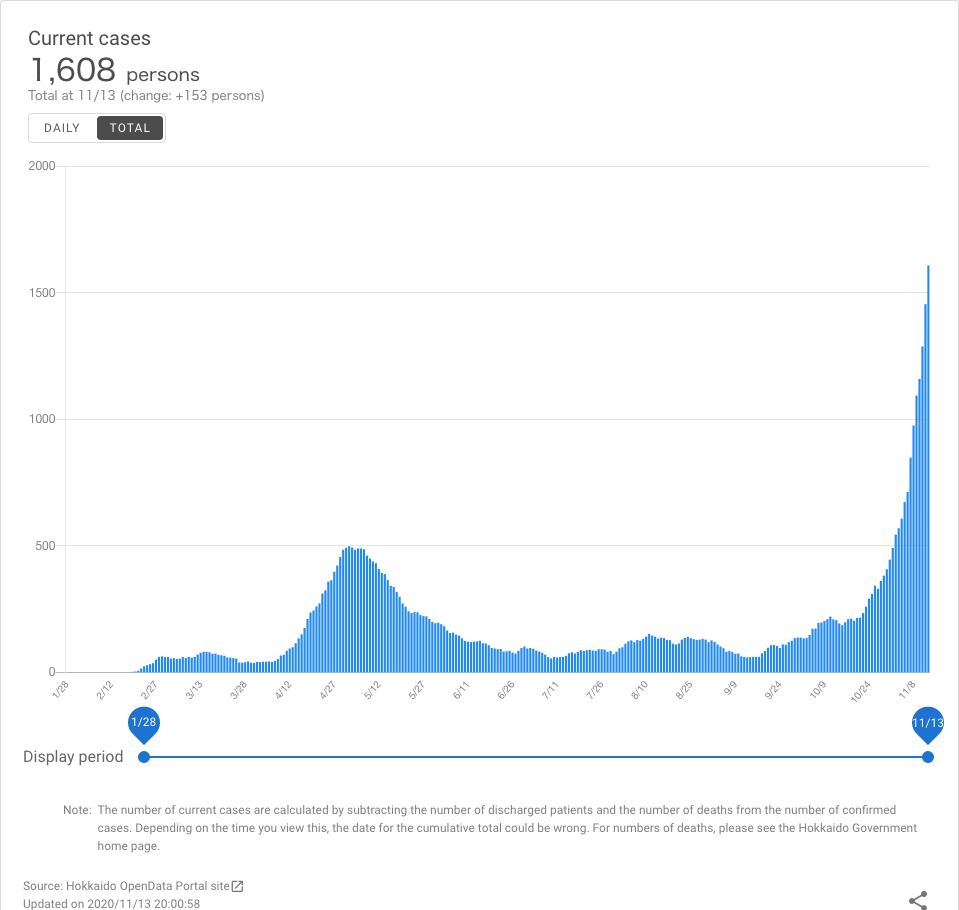 Current cases
1,608 persons
Total at 11/13 (change: +153 persons)
DAILY TOTAL
2000
1500
1000
500
0
1/28 2/12 2/27 3/13 3/28 4/12 4/27 5/12 5/27 6/11 6/26 7/11 7/26 8/10 8/25 9/9 9/24 10/9 10/24 11/8
1/28 11/13
Display period
Note: The number of current cases are calculated by subtracting the number of discharged patients and the number of deaths from the number of confirmed
cases. Depending on the time you view this, the date for the cumulative total could be wrong. For numbers of deaths, please see the Hokkaido Government
home page.
Source: Hokkaido OpenData Portal site
Updated on 2020/11/13 20:00:58